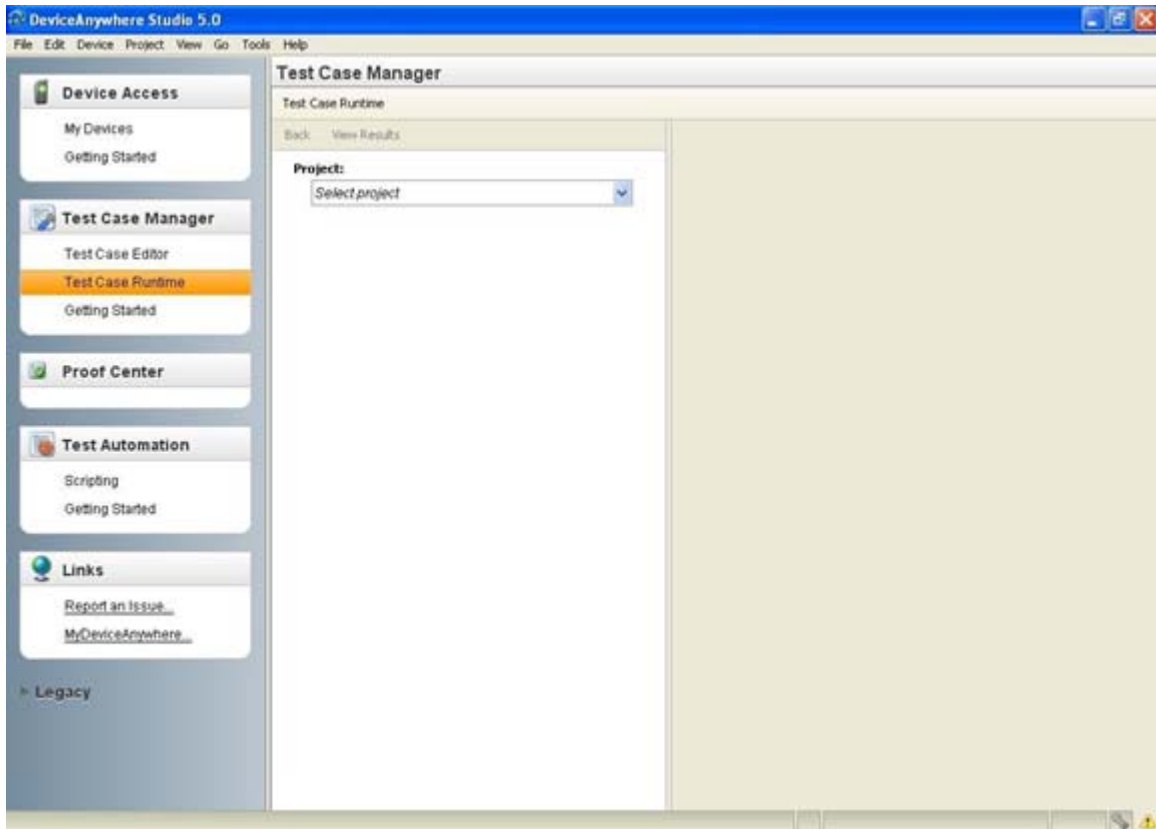 DeviceAnywhere Studio 5.0
File Edit Device Project View Go Tools Help
Device Access
My Devices
Getting Started
Test Case Manager
Test Case Editor
Test Case Runtime
Getting Started
Proof Center
Test Automation
Scripting
Getting Started
Links
Report an Issue...
MyDeviceAnywhere...
Legacy
Test Case Manager
Test Case Runtime
Back View Results
Project:
Select project